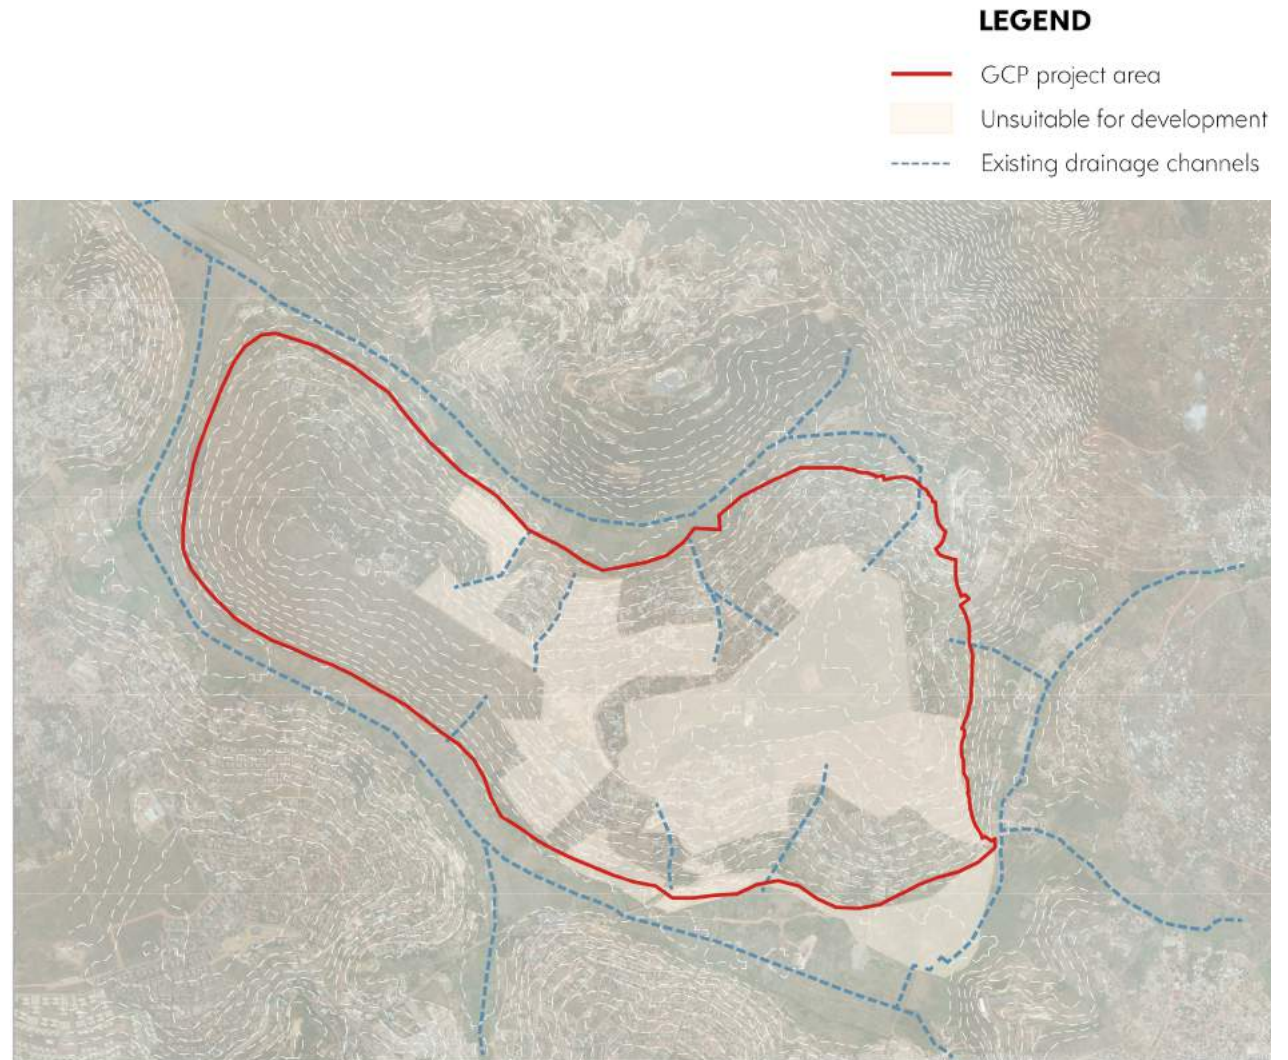 LEGEND
GCP project area
Unsuitable for development
Existing drainage channels